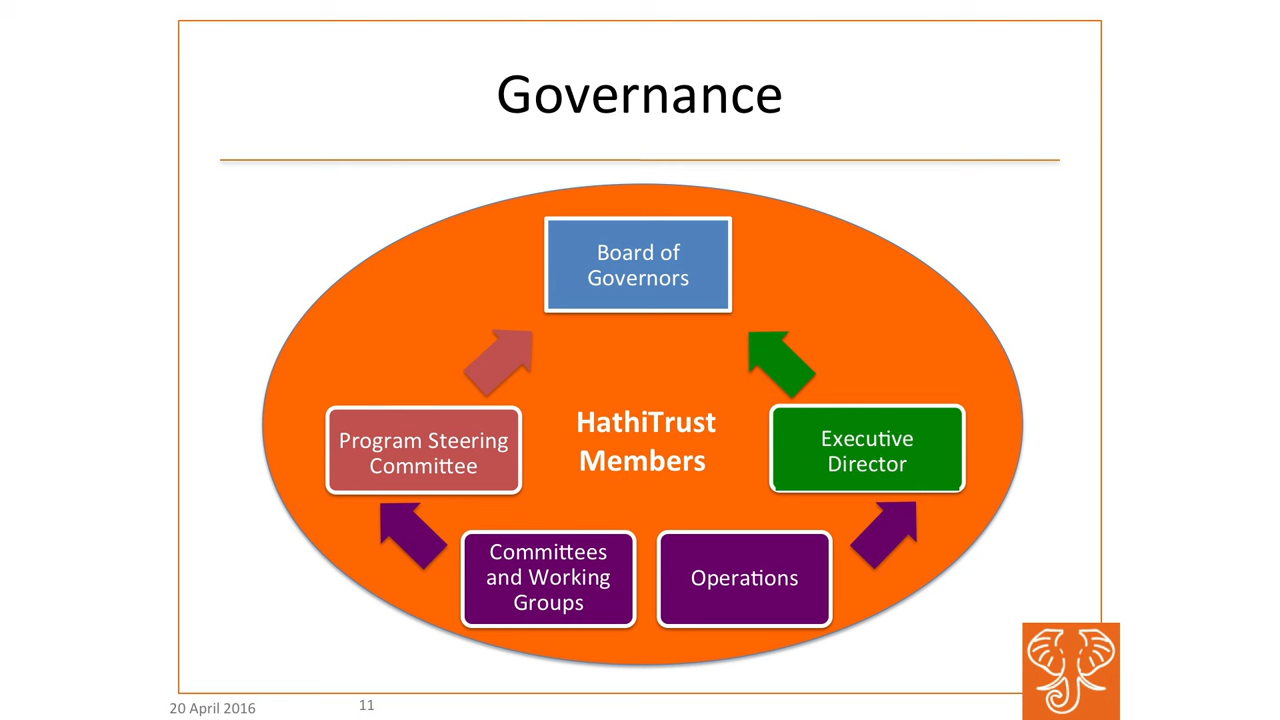 Governance
Board of
Governors
HathiTrust
Members
Program Steering
Committee
Executive
Director
Committees
and Working
Groups
Operations
20 April 2016
11